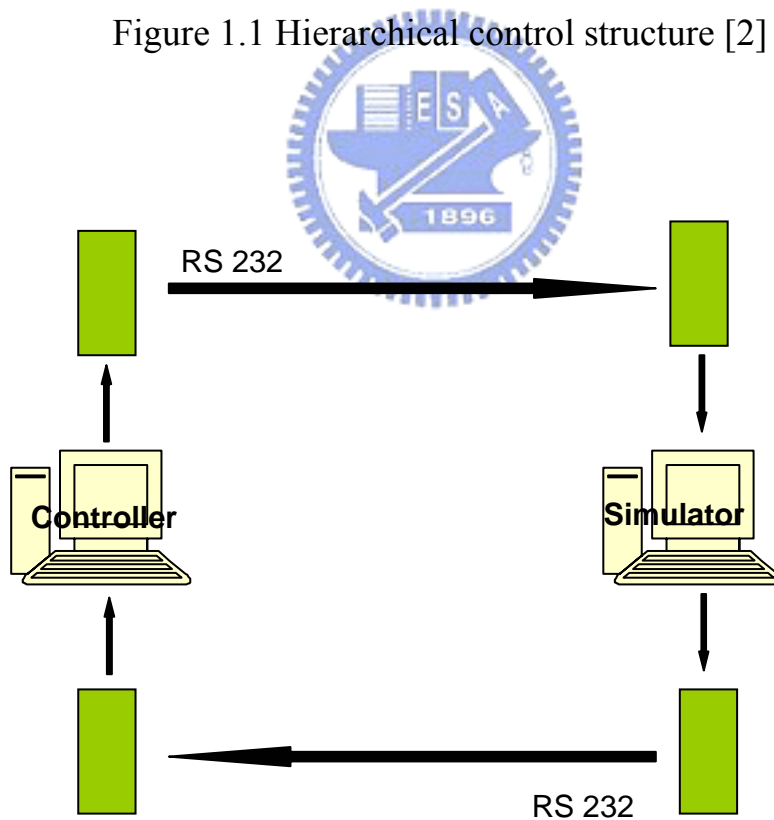 Figure 1.1 Hierarchical control structure [2]
E S A
1896
RS 232
Controller
Simulator
RS 232